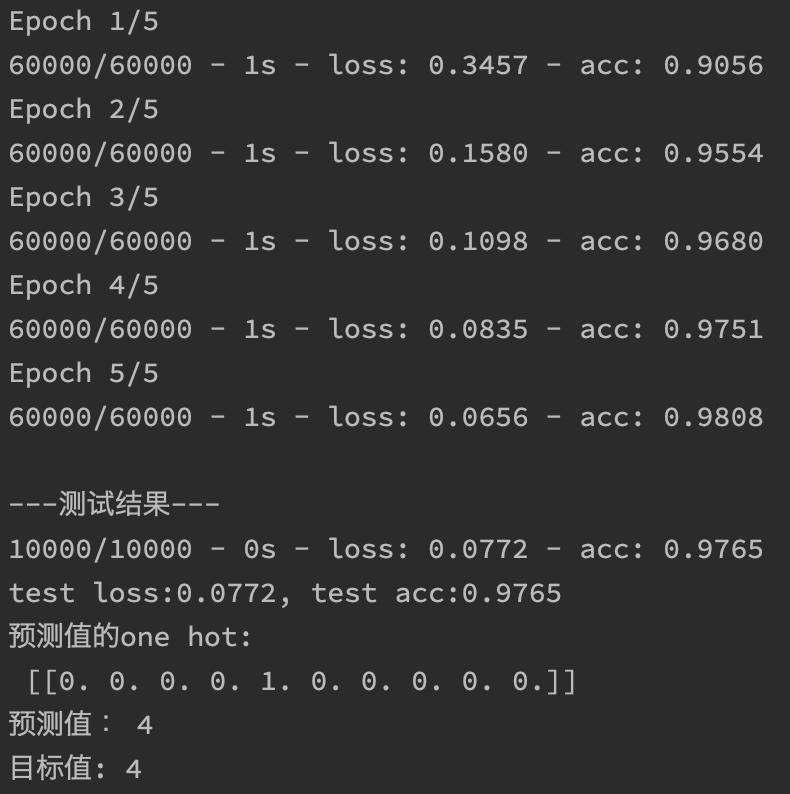 Epoch 1/5
60000/60000 - 1s - loss: 0.3457 - acc: 0.9056
Epoch 2/5
60000/60000 - 1s - loss: 0.1580 - acc: 0.9554
Epoch 3/5
60000/60000 - 1s - loss: 0.1098 - acc: 0.9680
Epoch 4/5
60000/60000 - 1s - loss: 0.0835 - acc: 0.9751
Epoch 5/5
60000/60000 - 1s - loss: 0.0656 - acc: 0.9808
---测试结果---
10000/10000 - 0s - loss: 0.0772 - acc: 0.9765
test loss:0.0772, test acc:0.9765
预测值的one hot:
[[0. 0. 0. 0. 1. 0. 0. 0. 0. 0.]]
预测值： 4
目标值: 4